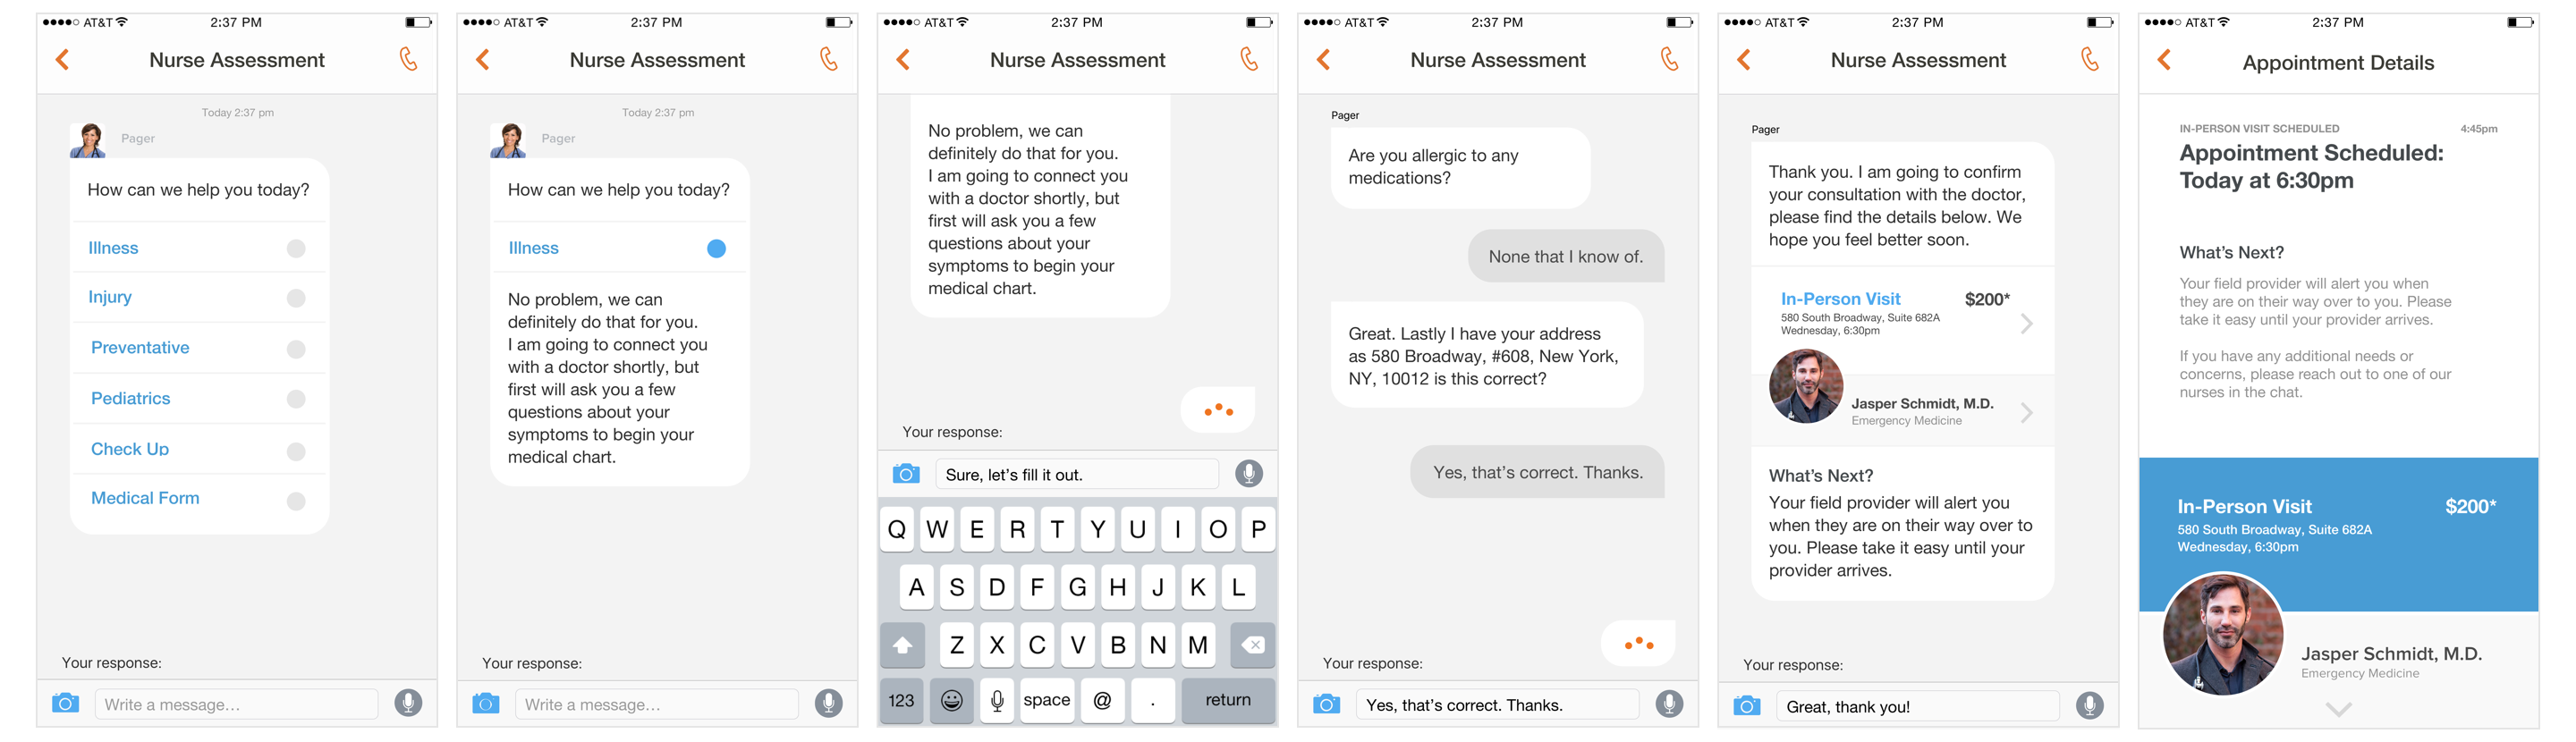 AT&T 2:37 PM
Nurse Assessment
Today 2:37 pm
Pager
How can we help you today?
Illness
Injury
Preventative
Pediatrics
Check Up
Medical Form
Your response:
Write a message...
AT&T 2:37 PM
Nurse Assessment
Today 2:37 pm
Pager
How can we help you today?
Illness
No problem, we can
definitely do that for you.
I am going to connect you
with a doctor shortly, but
first will ask you a few
questions about your
symptoms to begin your
medical chart.
Your response:
Write a message...
AT&T 2:37 PM
Nurse Assessment
No problem, we can
definitely do that for you.
I am going to connect you
with a doctor shortly, but
first will ask you a few
questions about your
symptoms to begin your
medical chart.
Your response:
Sure, let's fill it out.
Q W E R T Y U I O P
A S D F G H J K L
Z X C V B N M
123 space @ . return
AT&T 2:37 PM
Nurse Assessment
Pager
Are you allergic to any
medications?
None that I know of.
Great. Lastly I have your address
as 580 Broadway, #608, New York,
NY, 10012 is this correct?
Yes, that's correct. Thanks.
Your response:
Yes, that's correct. Thanks.
AT&T 2:37 PM
Nurse Assessment
Pager
Thank you. I am going to confirm
your consultation with the doctor,
please find the details below. We
hope you feel better soon.
In-Person Visit $200*
580 South Broadway, Suite 682A
Wednesday, 6:30pm
Jasper Schmidt, M.D.
Emergency Medicine
What's Next?
Your field provider will alert you
when they are on their way over to
you. Please take it easy until your
provider arrives.
Your response:
Great, thank you!
AT&T 2:37 PM
Appointment Details
IN-PERSON VISIT SCHEDULED 4:45pm
Appointment Scheduled:
Today at 6:30pm
What's Next?
Your field provider will alert you when
they are on their way over to you. Please
take it easy until your provider arrives.
If you have any additional needs or
concerns, please reach out to one of our
nurses in the chat.
In-Person Visit $200*
580 South Broadway, Suite 682A
Wednesday, 6:30pm
Jasper Schmidt, M.D.
Emergency Medicine